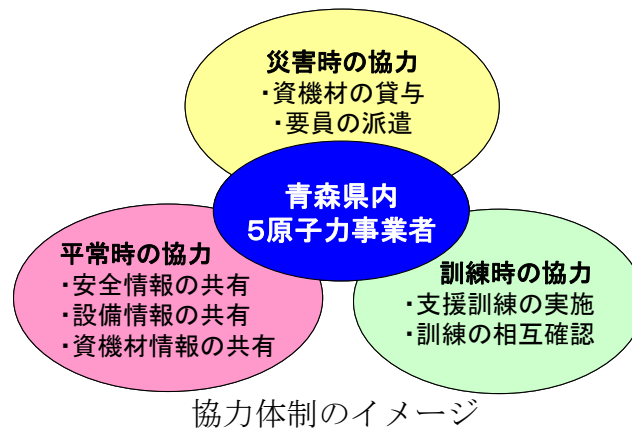 災害時の協力
・資機材の貸与
・要員の派遣
青森県内
5原子力事業者
平常時の協力
・安全情報の共有
・設備情報の共有
・資機材情報の共有
訓練時の協力
・支援訓練の実施
・訓練の相互確認
協力体制のイメージ